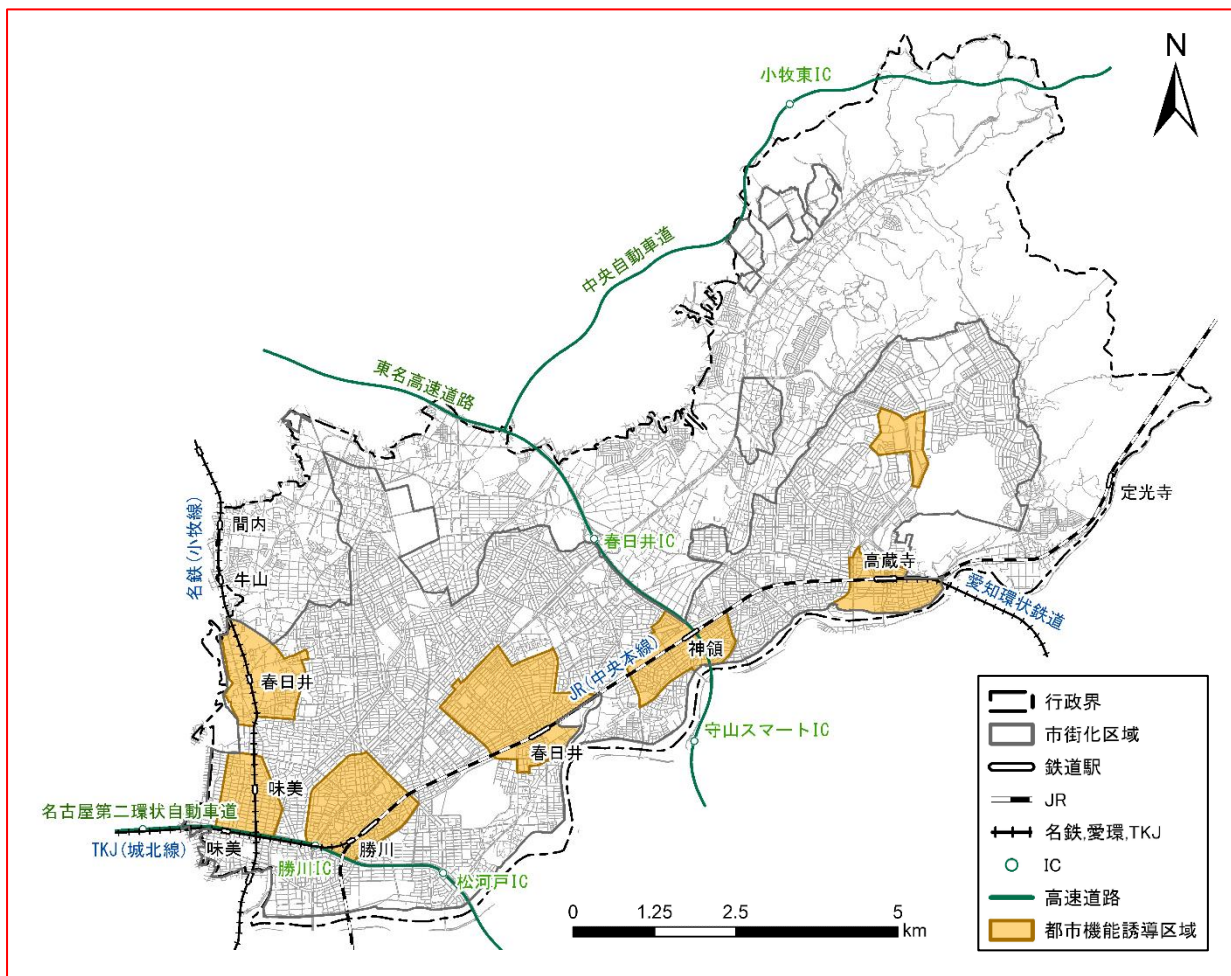 N
小牧東IC
中央自動車道
東名高速道路
定光寺
名鉄(小牧線)
間内
春日井IC
牛山
高蔵寺
愛知環状鉄道
JR(中央本線)
神領
春日井
守山スマートIC
春日井
味美
名古屋第二環状自動車道
TKJ(城北線)
味美
勝川IC
勝川
松河戸IC
0 1.25 2.5 5
km
行政界
市街化区域
鉄道駅
JR
名鉄,愛環,TKJ
IC
高速道路
都市機能誘導区域